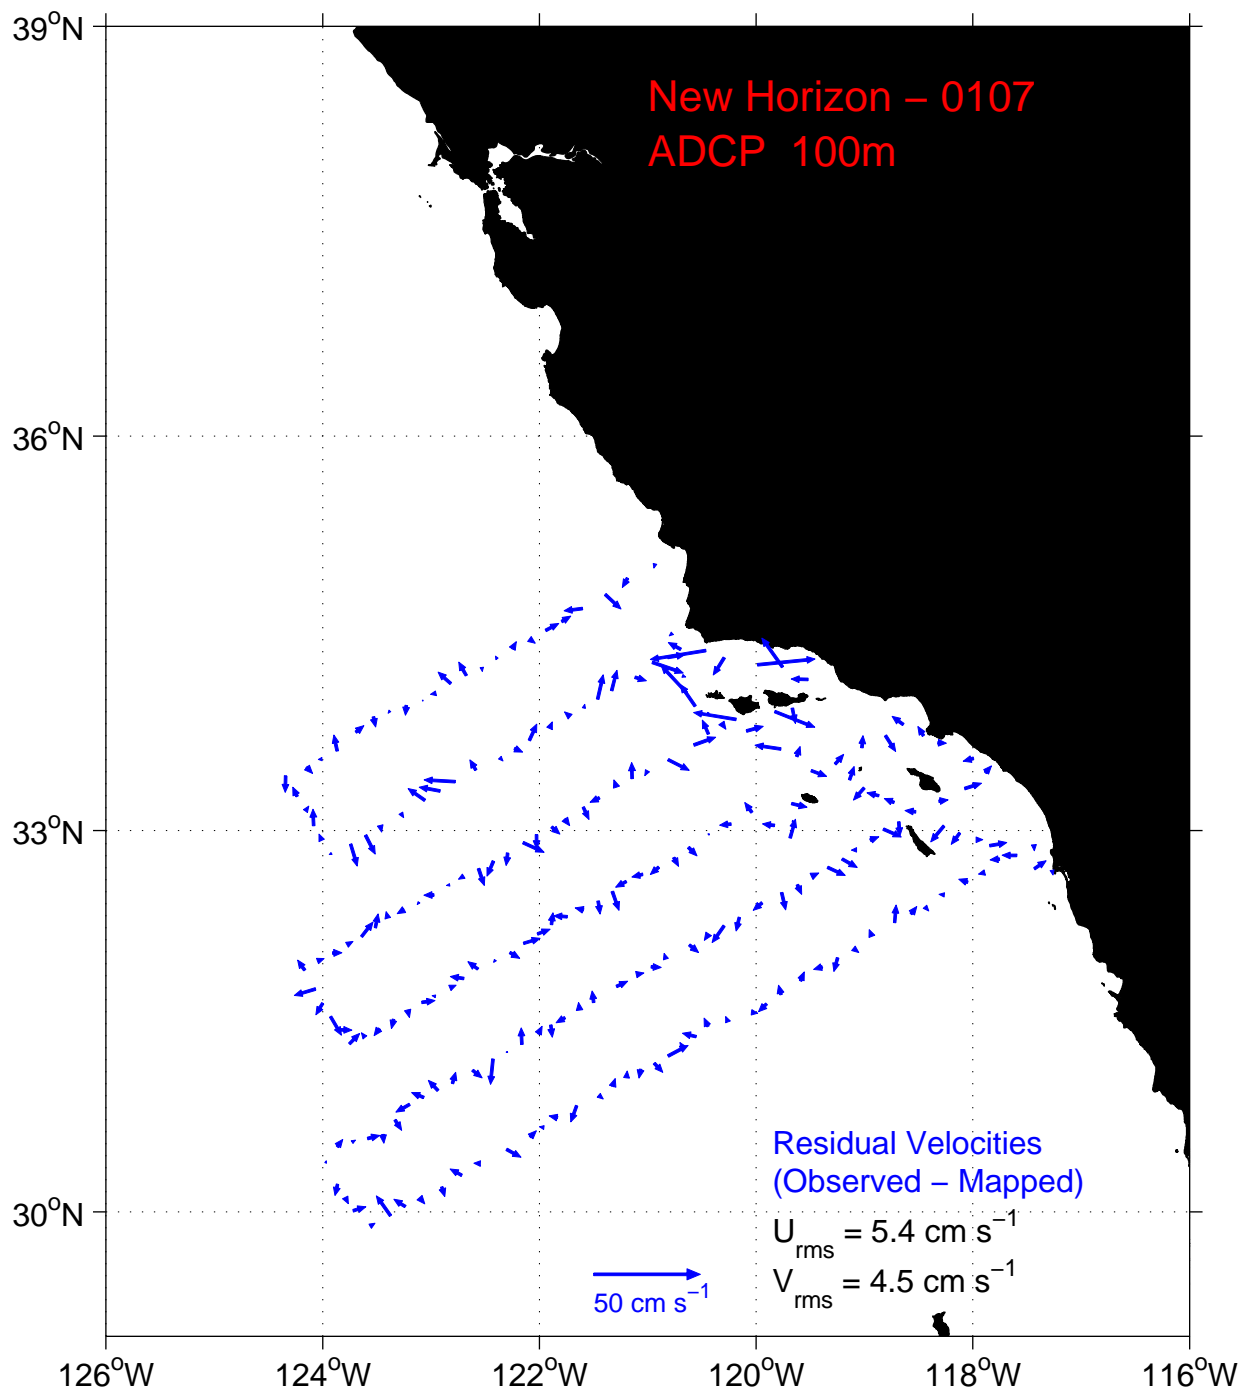 39°N
New Horizon – 0107
ADCP 100m
36°N
33°N
Residual Velocities
(Observed – Mapped)
30°N
U_rms = 5.4 cm s⁻¹
50 cm s⁻¹
V_rms = 4.5 cm s⁻¹
126°W 124°W 122°W 120°W 118°W 116°W